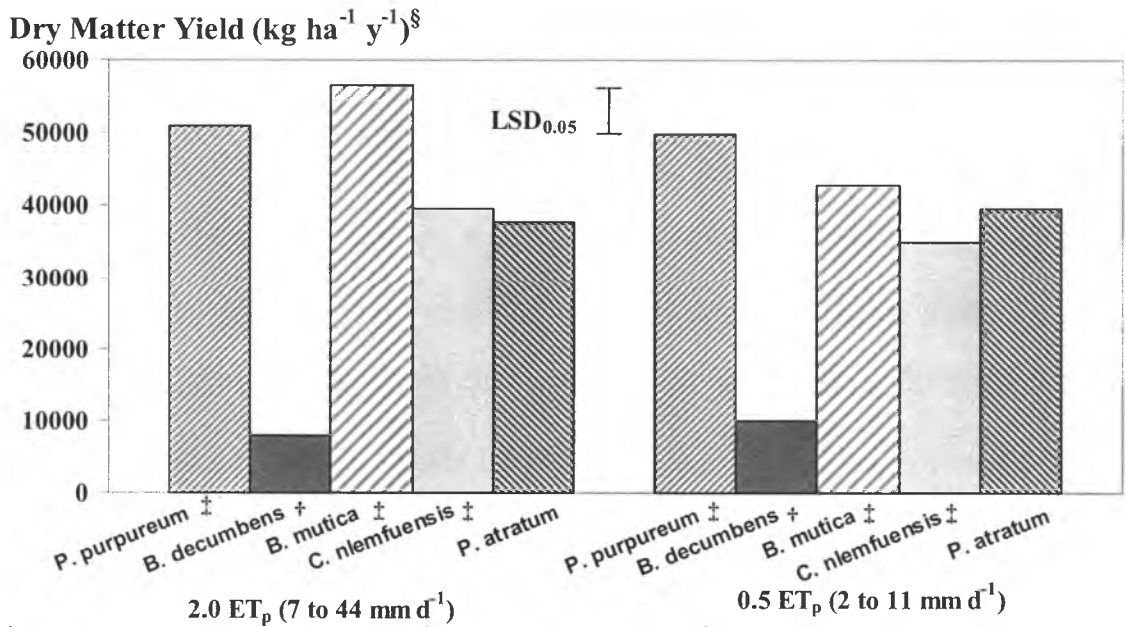 Dry Matter Yield (kg ha⁻¹ y⁻¹)§
60000
50000
40000
30000
20000
10000
0
LSD₀.₀₅
P. purpureum ‡
B. decumbens †
B. mutica ‡
C. nlemfuensis ‡
P. atratum
P. purpureum ‡
B. decumbens †
B. mutica ‡
C. nlemfuensis ‡
P. atratum
2.0 ETₚ (7 to 44 mm d⁻¹)
0.5 ETₚ (2 to 11 mm d⁻¹)